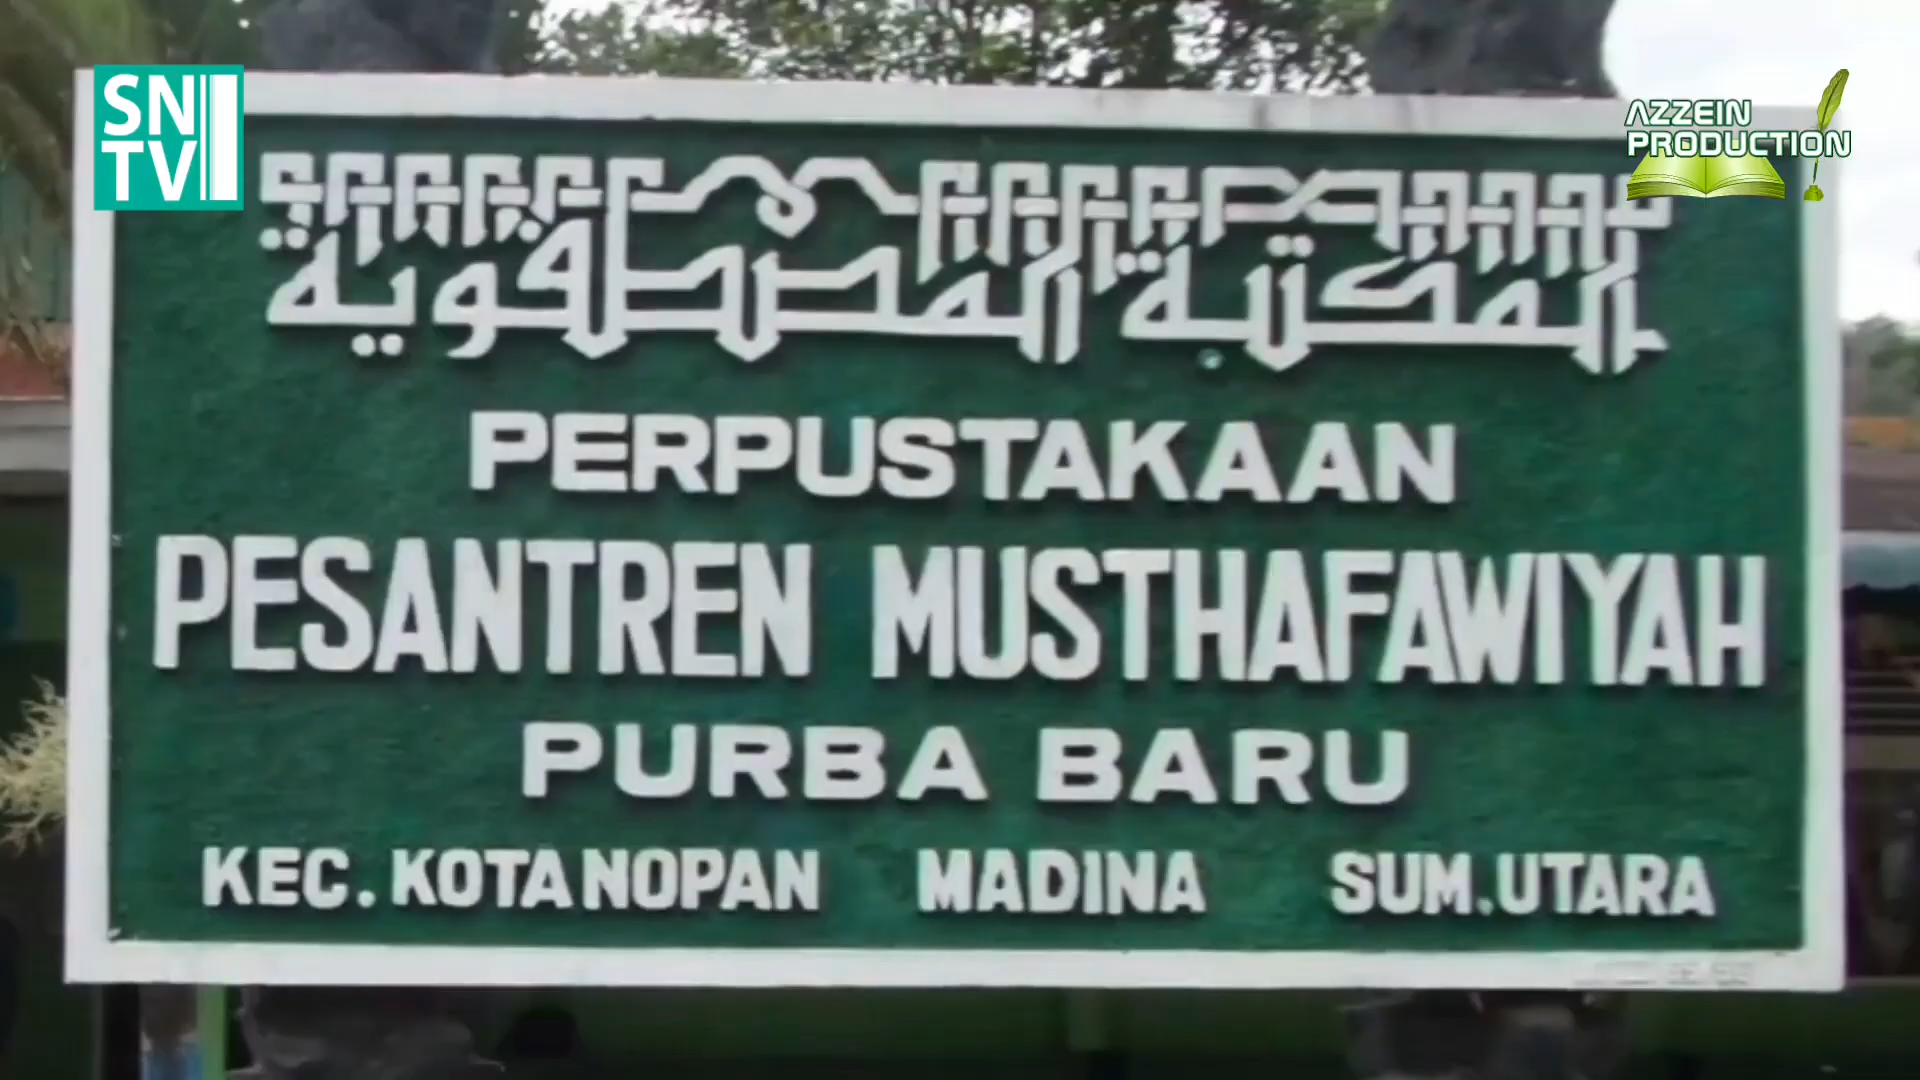 SN
TV
AZZEIN
PRODUCTION
المكتبة المصطفوية
PERPUSTAKAAN
PESANTREN MUSTHAFAWIYAH
PURBA BARU
KEC. KOTANOPAN MADINA SUM.UTARA